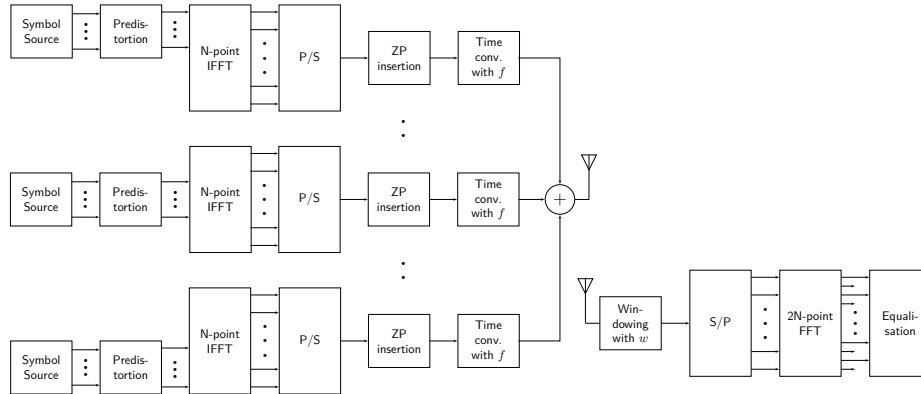 Symbol
Source
Predis-
tortion
N-point
IFFT
P/S
ZP
insertion
Time
conv.
with f
Symbol
Source
Predis-
tortion
N-point
IFFT
P/S
ZP
insertion
Time
conv.
with f
+
Symbol
Source
Predis-
tortion
N-point
IFFT
P/S
ZP
insertion
Time
conv.
with f
Win-
dowing
with w
S/P
2N-point
FFT
Equali-
sation